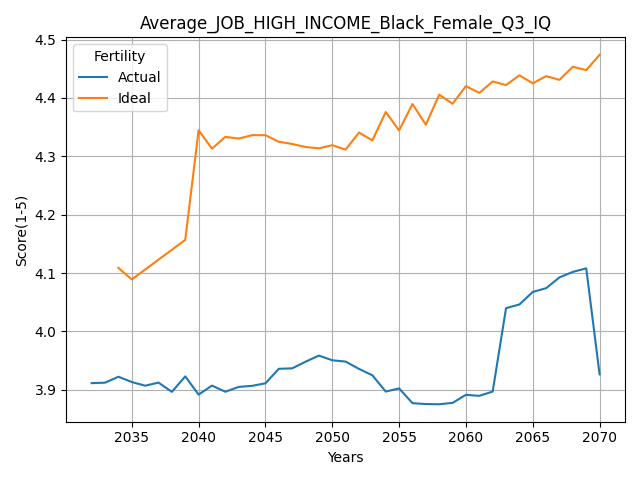 Average_JOB_HIGH_INCOME_Black_Female_Q3_IQ
Fertility
Actual
Ideal
Score(1-5)
4.5
4.4
4.3
4.2
4.1
4.0
3.9
2035 2040 2045 2050 2055 2060 2065 2070
Years